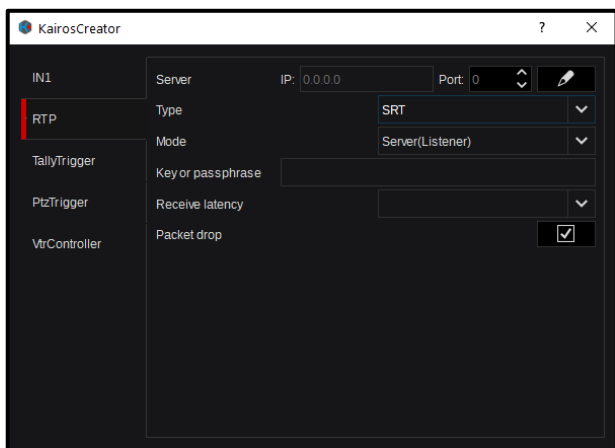 KairosCreator ?
IN1
RTP
TallyTrigger
PtzTrigger
VtrController
Server IP: 0.0.0.0 Port: 0
Type SRT
Mode Server(Listener)
Key or passphrase
Receive latency
Packet drop